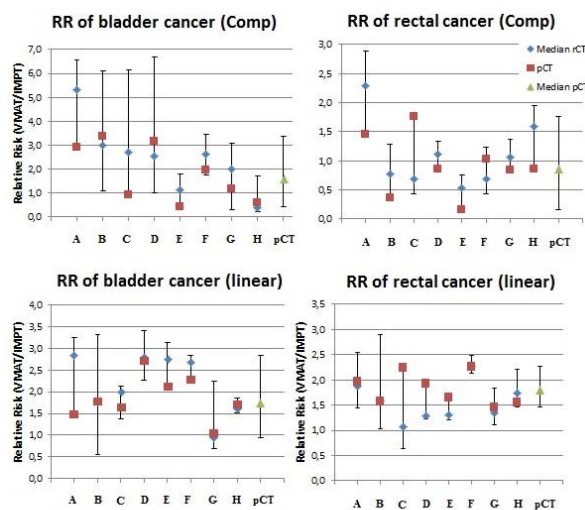 RR of bladder cancer (Comp)
Relative Risk (VMAT/IMPT)
7,0
6,0
5,0
4,0
3,0
2,0
1,0
0,0
A B C D E F G H pCT
RR of rectal cancer (Comp)
Relative Risk (VMAT/IMPT)
3,0
2,5
2,0
1,5
1,0
0,5
0,0
A B C D E F G H pCT
Median rCT
pCT
Median pCT
RR of bladder cancer (linear)
Relative Risk (VMAT/IMPT)
4,0
3,5
3,0
2,5
2,0
1,5
1,0
0,5
0,0
A B C D E F G H pCT
RR of rectal cancer (linear)
Relative Risk (VMAT/IMPT)
3,5
3,0
2,5
2,0
1,5
1,0
0,5
0,0
A B C D E F G H pCT